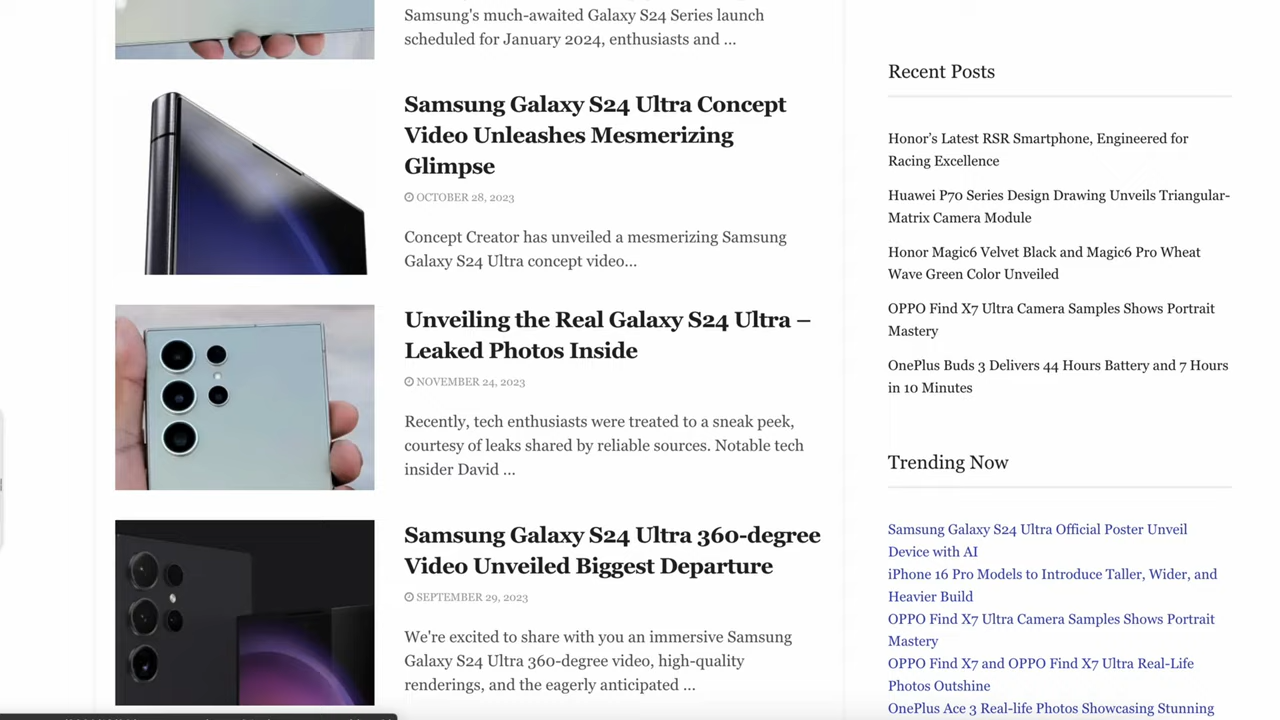 Samsung's much-awaited Galaxy S24 Series launch
scheduled for January 2024, enthusiasts and ...
Samsung Galaxy S24 Ultra Concept
Video Unleashes Mesmerizing
Glimpse
OCTOBER 28, 2023
Concept Creator has unveiled a mesmerizing Samsung
Galaxy S24 Ultra concept video...
Unveiling the Real Galaxy S24 Ultra –
Leaked Photos Inside
NOVEMBER 24, 2023
Recently, tech enthusiasts were treated to a sneak peek,
courtesy of leaks shared by reliable sources. Notable tech
insider David ...
Samsung Galaxy S24 Ultra 360-degree
Video Unveiled Biggest Departure
SEPTEMBER 29, 2023
We're excited to share with you an immersive Samsung
Galaxy S24 Ultra 360-degree video, high-quality
renderings, and the eagerly anticipated ...
Recent Posts
Honor’s Latest RSR Smartphone, Engineered for
Racing Excellence
Huawei P70 Series Design Drawing Unveils Triangular-
Matrix Camera Module
Honor Magic6 Velvet Black and Magic6 Pro Wheat
Wave Green Color Unveiled
OPPO Find X7 Ultra Camera Samples Shows Portrait
Mastery
OnePlus Buds 3 Delivers 44 Hours Battery and 7 Hours
in 10 Minutes
Trending Now
Samsung Galaxy S24 Ultra Official Poster Unveil
Device with AI
iPhone 16 Pro Models to Introduce Taller, Wider, and
Heavier Build
OPPO Find X7 Ultra Camera Samples Shows Portrait
Mastery
OPPO Find X7 and OPPO Find X7 Ultra Real-Life
Photos Outshine
OnePlus Ace 3 Real-life Photos Showcasing Stunning